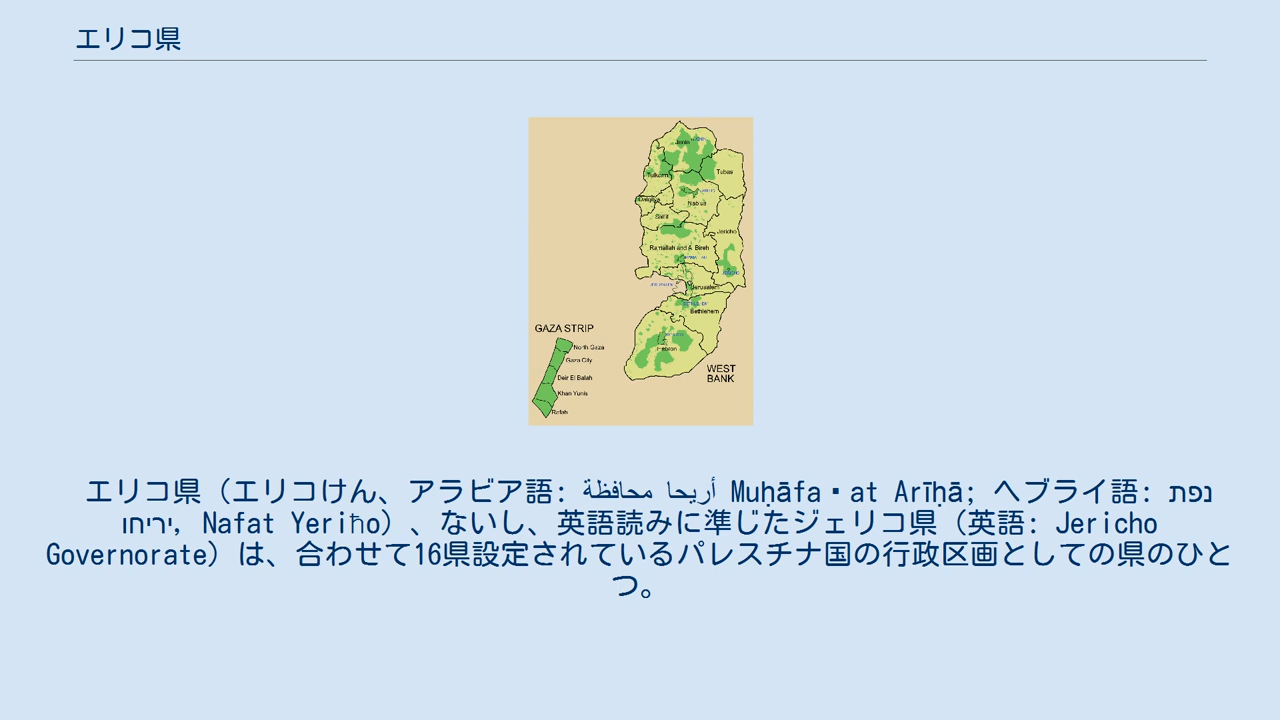 エリコ県
Jenin
Tulkarm
Tubas
Nablus
Salfit
Jericho
Ramallah and Al Bireh
Jerusalem
Bethlehem
Hebron
GAZA STRIP
North Gaza
Gaza City
Deir El Balah
Khan Yunis
Rafah
WEST
BANK
エリコ県（エリコけん、アラビア語: محافظة أريحا Muḥāfa at Arīḥā; ヘブライ語: נפת
יריחו, Nafat Yeriħo）、ないし、英語読みに準じたジェリコ県（英語: Jericho
Governorate）は、合わせて16県設定されているパレスチナ国の行政区画としての県のひと
つ。